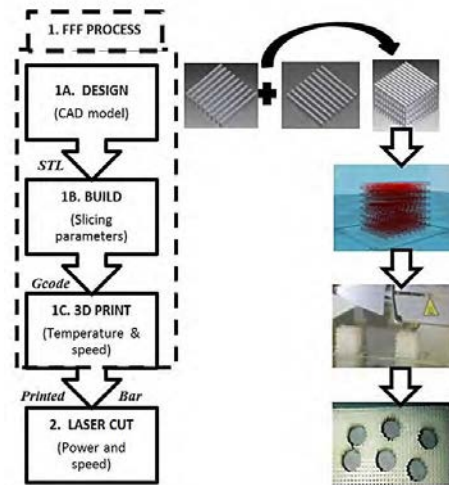 1. FFF PROCESS
1A. DESIGN
(CAD model)
STL
1B. BUILD
(Slicing
parameters)
Gcode
1C. 3D PRINT
(Temperature &
speed)
Printed Bar
2. LASER CUT
(Power and
speed)